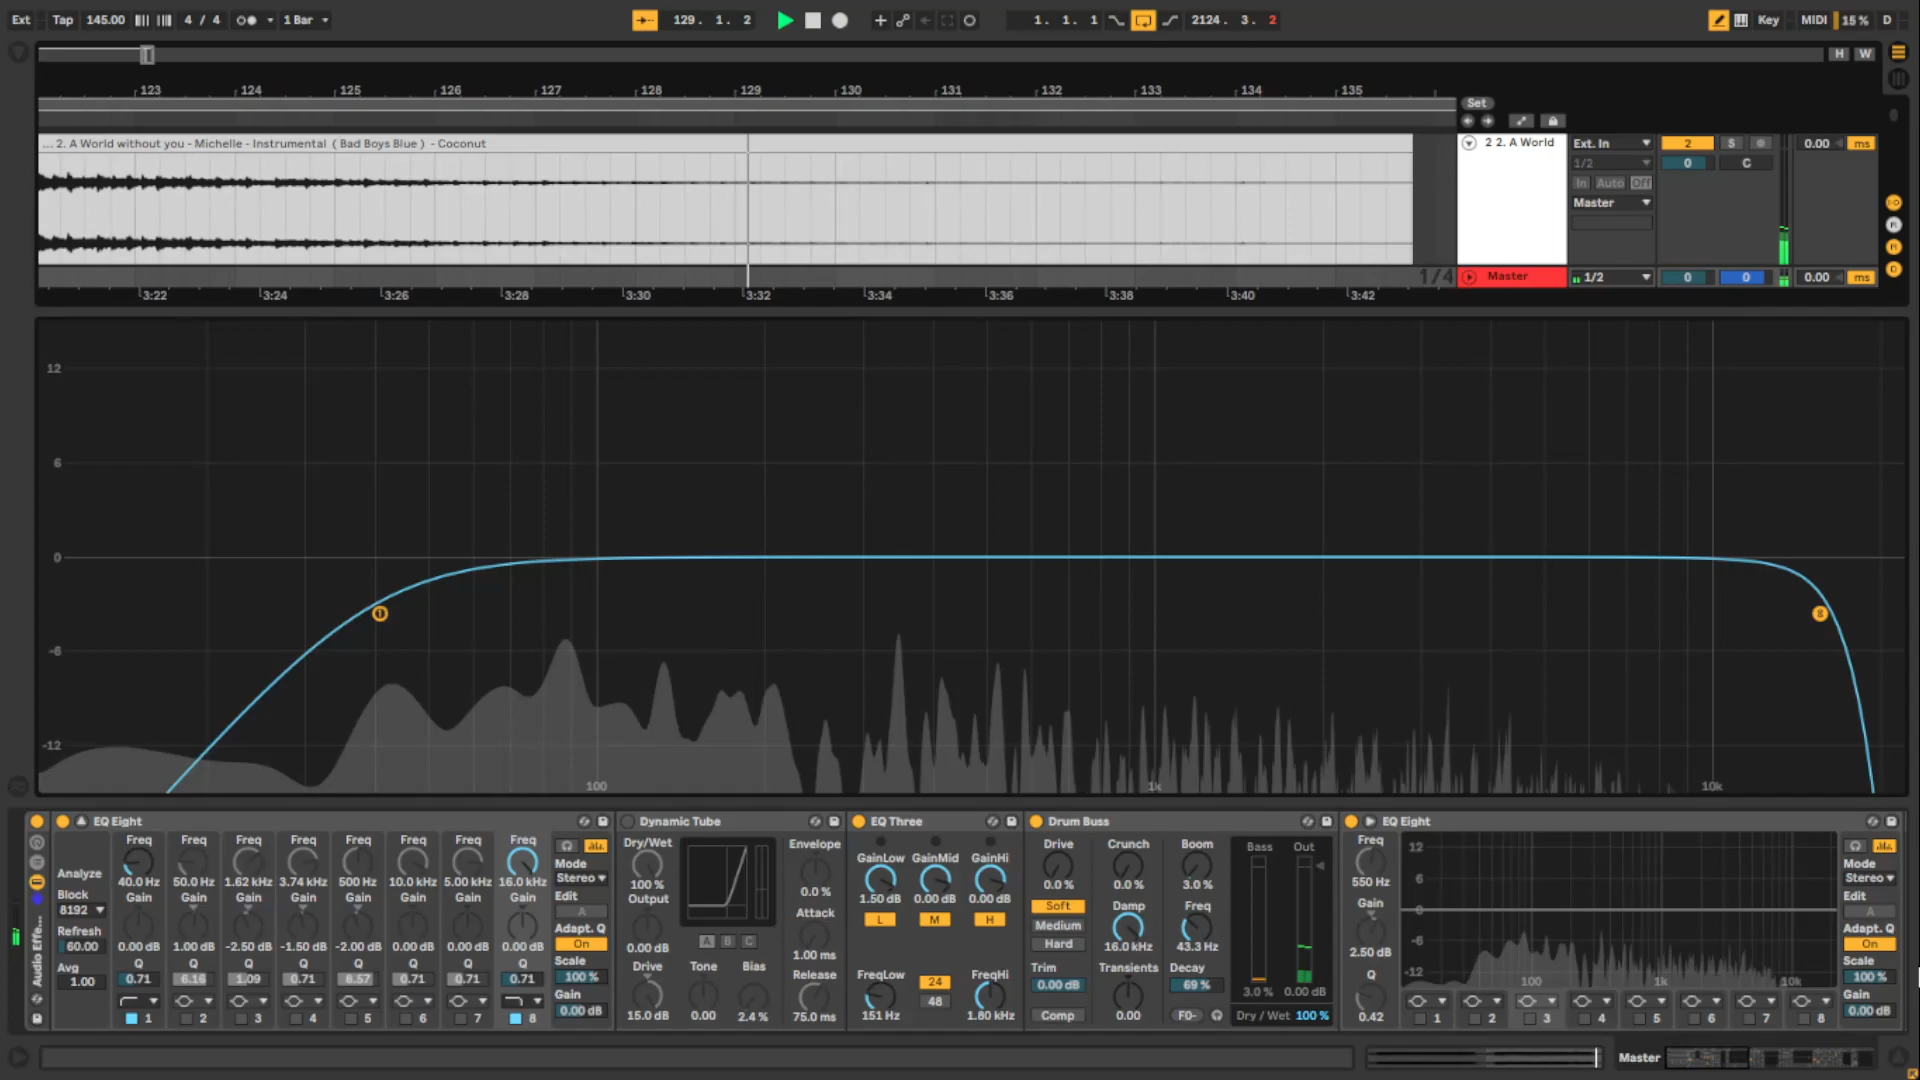 Ext Tap 145.00 4 / 4 1 Bar 129. 1. 2 1. 1. 1 2124. 3. 2 Key MIDI 15 % D
H W
123 124 125 126 127 128 129 130 131 132 133 134 135
Set
... 2. A World without you - Michelle - Instrumental ( Bad Boys Blue ) - Coconut
2 2. A World Ext. In 2 S 0.00 ms
1/2 0 C
In Auto Off
Master
1/4 Master 1/2 0 0 0.00 ms
3:22 3:24 3:26 3:28 3:30 3:32 3:34 3:36 3:38 3:40 3:42
12
6
0
-6
-12
100 1k 10k
EQ Eight Dynamic Tube EQ Three Drum Buss EQ Eight
Analyze
Block
8192
Refresh
60.00
Avg
1.00
Freq Freq Freq Freq Freq Freq Freq Freq
40.0 Hz 50.0 Hz 1.62 kHz 3.74 kHz 500 Hz 10.0 kHz 5.00 kHz 16.0 kHz
Gain Gain Gain Gain Gain Gain Gain Gain
0.00 dB 1.00 dB -2.50 dB -1.50 dB -2.00 dB 0.00 dB 0.00 dB 0.00 dB
Q Q Q Q Q Q Q Q
0.71 6.16 1.09 0.71 8.57 0.71 0.71 0.71
1 2 3 4 5 6 7 8
Mode
Stereo
Edit
A
Adapt. Q
On
Scale
100 %
Gain
0.00 dB
Dry/Wet
100 %
Output
0.00 dB
A B C
Drive Tone Bias
15.0 dB 0.00 2.4 %
Envelope
0.0 %
Attack
1.00 ms
Release
75.0 ms
GainLow GainMid GainHi
1.50 dB 0.00 dB 0.00 dB
L M H
FreqLow 24 FreqHi
48
151 Hz 1.80 kHz
Drive Crunch Boom
0.0 % 0.0 % 3.0 %
Soft
Medium
Hard
Damp Freq
16.0 kHz 43.3 Hz
Trim Transients Decay
0.00 dB 69 %
Comp 0.00
Bass Out
3.0 % 0.00 dB
Dry / Wet 100 %
Freq
550 Hz
Gain
2.50 dB
Q
0.42
12
6
0
-6
-12
100 1k 10k
1 2 3 4 5 6 7 8
Mode
Stereo
Edit
A
Adapt. Q
On
Scale
100 %
Gain
0.00 dB
Audio Effe...
Master